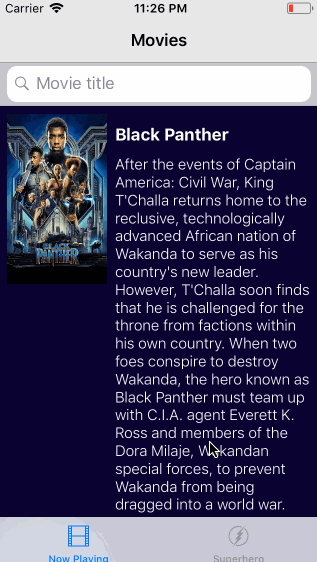 Carrier 11:26 PM
Movies
Movie title
BLACK
PANTHER
Black Panther
After the events of Captain
America: Civil War, King
T'Challa returns home to the
reclusive, technologically
advanced African nation of
Wakanda to serve as his
country's new leader.
However, T'Challa soon finds
that he is challenged for the
throne from factions within
his own country. When two
foes conspire to destroy
Wakanda, the hero known as
Black Panther must team up
with C.I.A. agent Everett K.
Ross and members of the
Dora Milaje, Wakandan
special forces, to prevent
Wakanda from being
dragged into a world war.
Now Playing Superhero